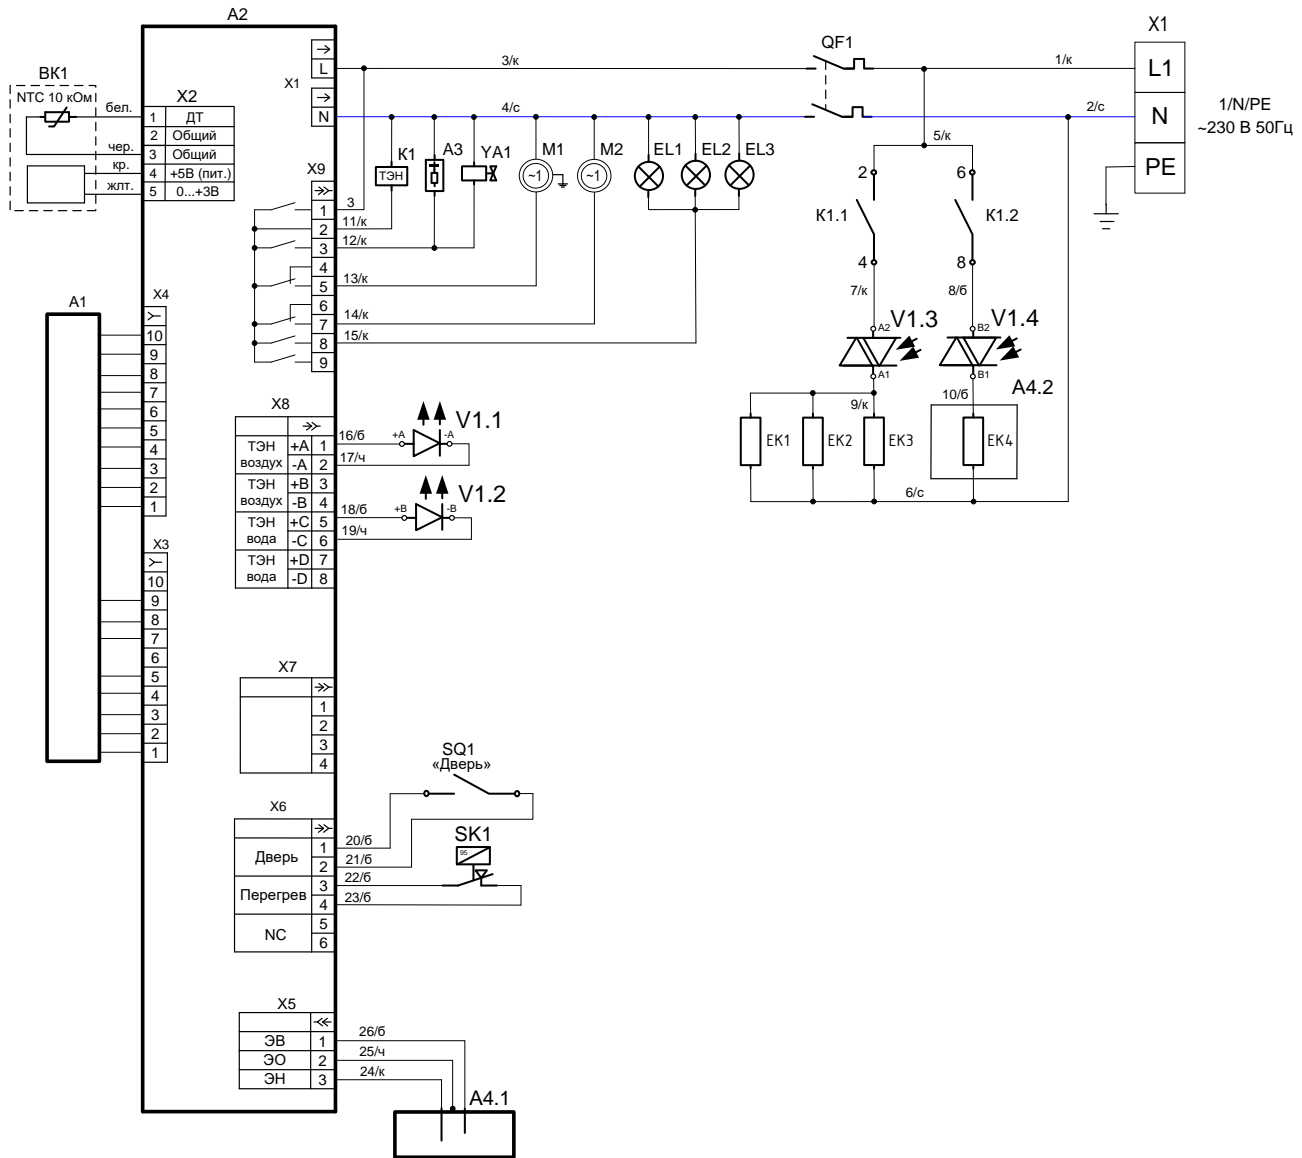 A2
X1
L
N
3/к
4/с
QF1
1/к
2/с
X1
L1
N
PE
1/N/PE
~230 В 50Гц
BK1
NTC 10 кОм
бел.
чер.
кр.
жлт.
X2
1 ДТ
2 Общий
3 Общий
4 +5В (пит.)
5 0...+3В
K1
ТЭН
A3
YA1
M1
~1
M2
~1
EL1
EL2
EL3
5/к
2
6
K1.1
K1.2
4
8
7/к
8/б
A2
V1.3
A1
B2
V1.4
B1
9/к
10/б
A4.2
EK1
EK2
EK3
EK4
6/с
X9
1
2
3
4
5
6
7
8
9
3
11/к
12/к
13/к
14/к
15/к
A1
X4
10
9
8
7
6
5
4
3
2
1
X3
10
9
8
7
6
5
4
3
2
1
X8
ТЭН воздух +A 1
-A 2
ТЭН воздух +B 3
-B 4
ТЭН вода +C 5
-C 6
ТЭН вода +D 7
-D 8
16/б
17/ч
+A
-A
V1.1
18/б
19/ч
+B
-B
V1.2
X7
1
2
3
4
SQ1
«Дверь»
X6
Дверь
1
2
Перегрев
3
4
NC
5
6
20/б
21/б
22/б
23/б
SK1
95
X5
ЭВ 1
ЭО 2
ЭН 3
26/б
25/ч
24/к
A4.1